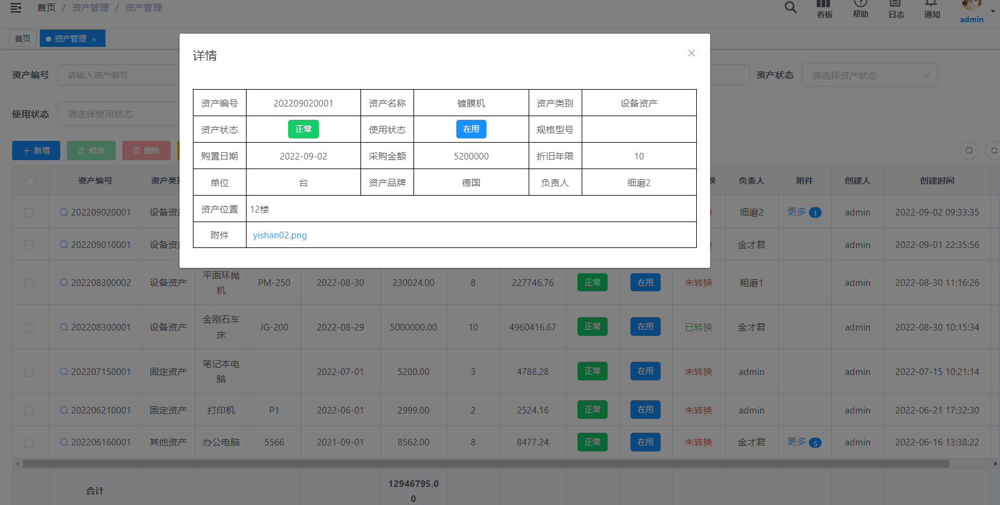 首页 / 资产管理 / 资产管理
看板
帮助
日志
通知
admin
首页
资产管理 ×
详情
资产编号 请输入资产编号
资产状态 请选择资产状态
使用状态 请选择使用状态
资产编号 202209020001 资产名称 镀膜机 资产类别 设备资产
资产状态 正常 使用状态 在用 规格型号
购置日期 2022-09-02 采购金额 5200000 折旧年限 10
单位 台 资产品牌 德国 负责人 细磨2
资产位置 12楼
附件 yishan02.png
新增 修改 删除
资产编号 资产类别 换 负责人 附件 创建人 创建时间
202209020001 设备资产 细磨2 更多 1 admin 2022-09-02 09:33:35
202209010001 设备资产 金才君 admin 2022-09-01 22:35:56
202208300002 设备资产 平面环抛机 PM-250 2022-08-30 230024.00 8 227746.76 正常 在用 未转换 粗磨1 admin 2022-08-30 11:16:26
202208300001 设备资产 金刚石车床 JG-200 2022-08-29 5000000.00 10 4960416.67 正常 在用 已转换 金才君 admin 2022-08-30 10:15:34
202207150001 固定资产 笔记本电脑 2022-07-01 5200.00 3 4788.28 正常 在用 未转换 admin admin 2022-07-15 10:21:14
202206210001 固定资产 打印机 P1 2022-06-01 2999.00 2 2524.16 正常 在用 未转换 admin admin 2022-06-21 17:32:30
202206160001 其他资产 办公电脑 5566 2021-09-01 8562.00 8 8477.24 正常 在用 未转换 金才君 更多 5 admin 2022-06-16 13:38:22
合计 12946795.00